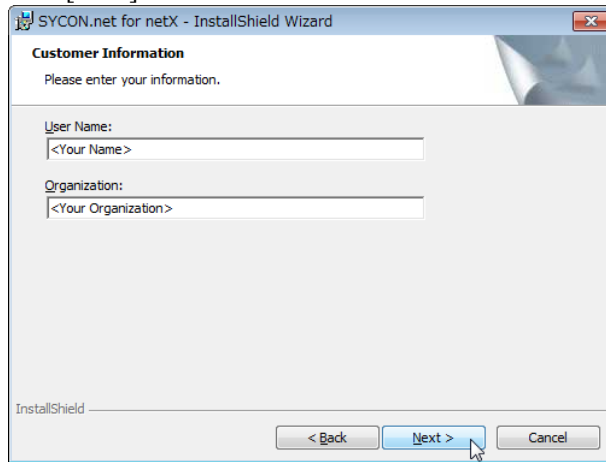 SYCON.net for netX - InstallShield Wizard
Customer Information
Please enter your information.
User Name:
<Your Name>
Organization:
<Your Organization>
InstallShield
< Back Next > Cancel